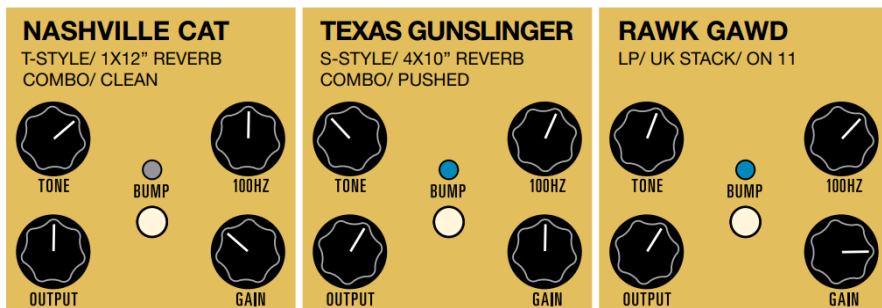 NASHVILLE CAT
T-STYLE/ 1X12” REVERB
COMBO/ CLEAN
TONE
BUMP
100HZ
OUTPUT
GAIN
TEXAS GUNSLINGER
S-STYLE/ 4X10” REVERB
COMBO/ PUSHED
TONE
BUMP
100HZ
OUTPUT
GAIN
RAWK GAWD
LP/ UK STACK/ ON 11
TONE
BUMP
100HZ
OUTPUT
GAIN